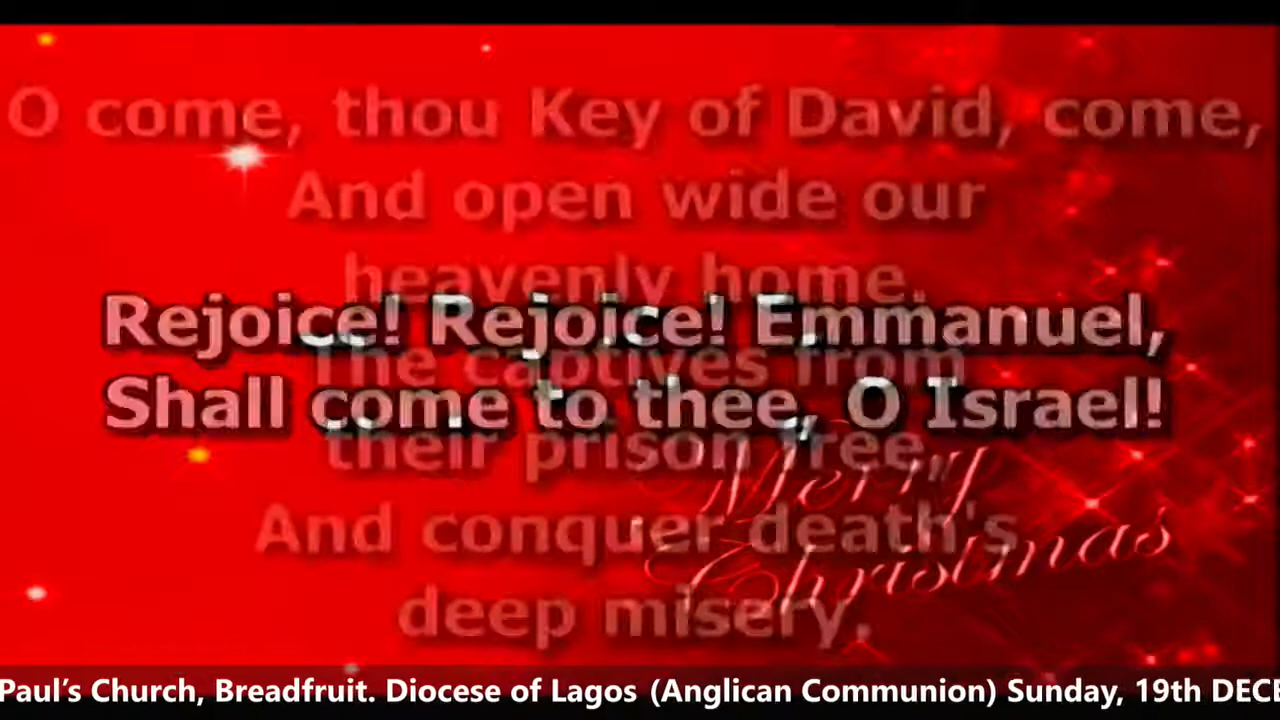 O come, thou Key of David, come,
And open wide our
heavenly home.
Rejoice! Rejoice! Emmanuel,
The captives from
Shall come to thee, O Israel!
their prison free,
And conquer death's
deep misery.
Merry
Christmas
Paul’s Church, Breadfruit. Diocese of Lagos (Anglican Communion) Sunday, 19th DECE